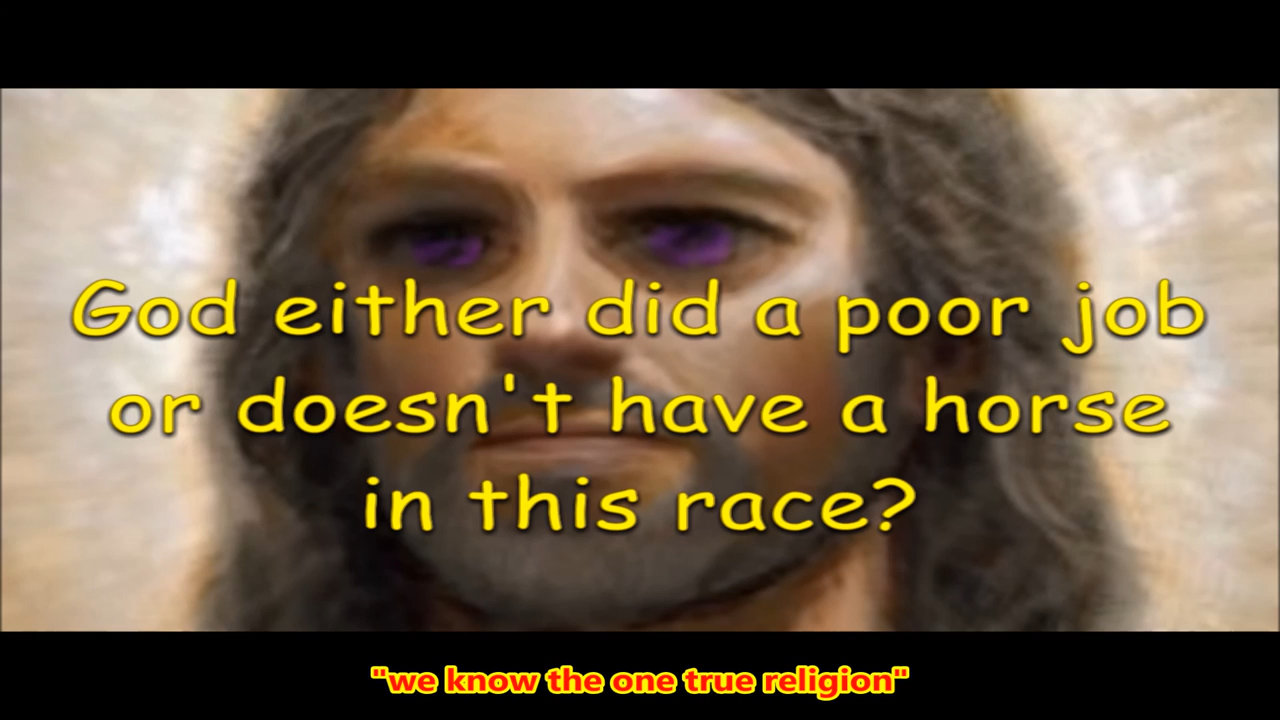 God either did a poor job
or doesn't have a horse
in this race?
"we know the one true religion"